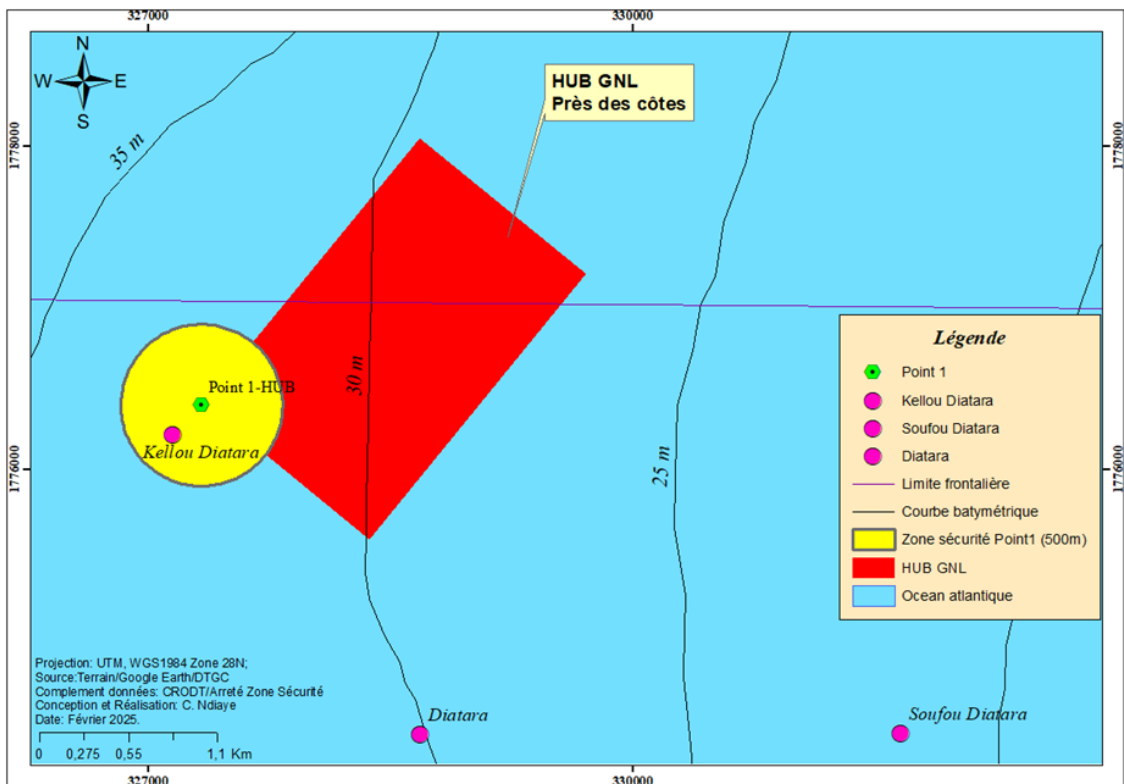 327000
330000
N
W
E
S
HUB GNL
Près des côtes
35 m
1778000
1778000
Légende
Point 1
Kellou Diatara
Soufou Diatara
Diatara
Limite frontalière
Courbe batymétrique
Zone sécurité Point1 (500m)
HUB GNL
Ocean atlantique
30 m
Point 1-HUB
Kellou Diatara
25 m
1776000
1776000
Projection: UTM, WGS1984 Zone 28N;
Source:Terrain/Google Earth/DTGC
Complement données: CRODT/Arreté Zone Sécurité
Conception et Réalisation: C. Ndiaye
Date: Février 2025.
Diatara
Soufou Diatara
0 0,275 0,55 1,1 Km
327000
330000